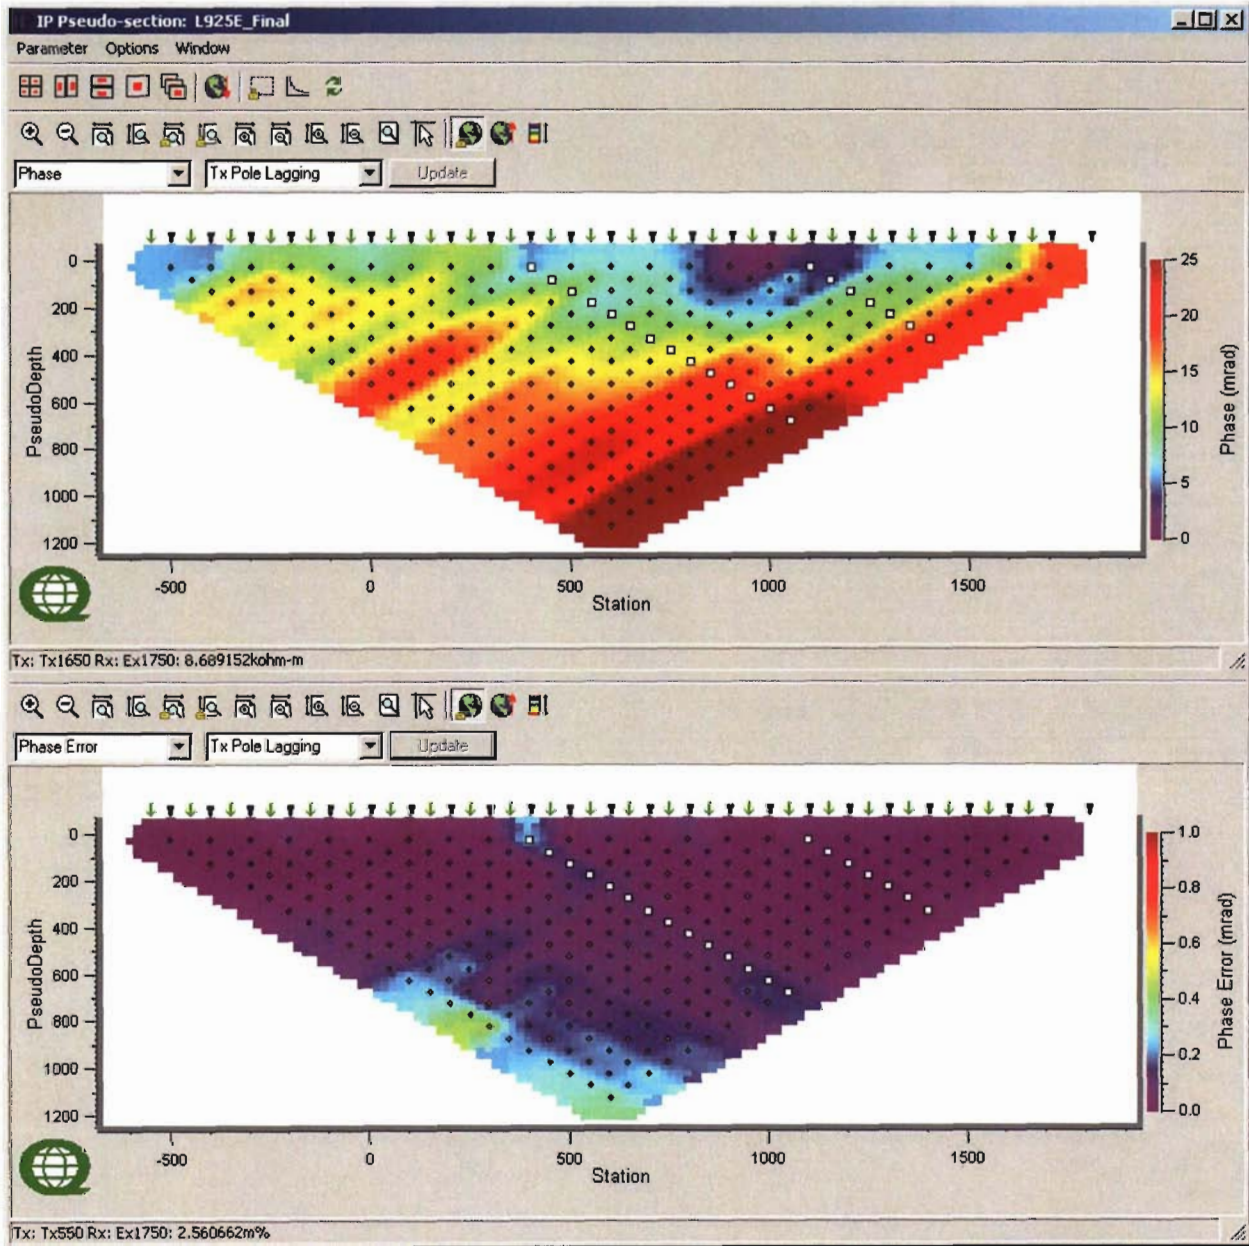 IP Pseudo-section: L925E_Final
Parameter Options Window
Phase Tx Pole Lagging Update
0
200
400
600
800
1000
1200
PseudoDepth
-500 0 500 1000 1500
Station
25
20
15
10
5
0
Phase (mrad)
Tx: Tx1650 Rx: Ex1750: 8.689152kohm-m
Phase Error Tx Pole Lagging Update
0
200
400
600
800
1000
1200
PseudoDepth
-500 0 500 1000 1500
Station
1.0
0.8
0.6
0.4
0.2
0.0
Phase Error (mrad)
Tx: Tx550 Rx: Ex1750: 2.560662m%